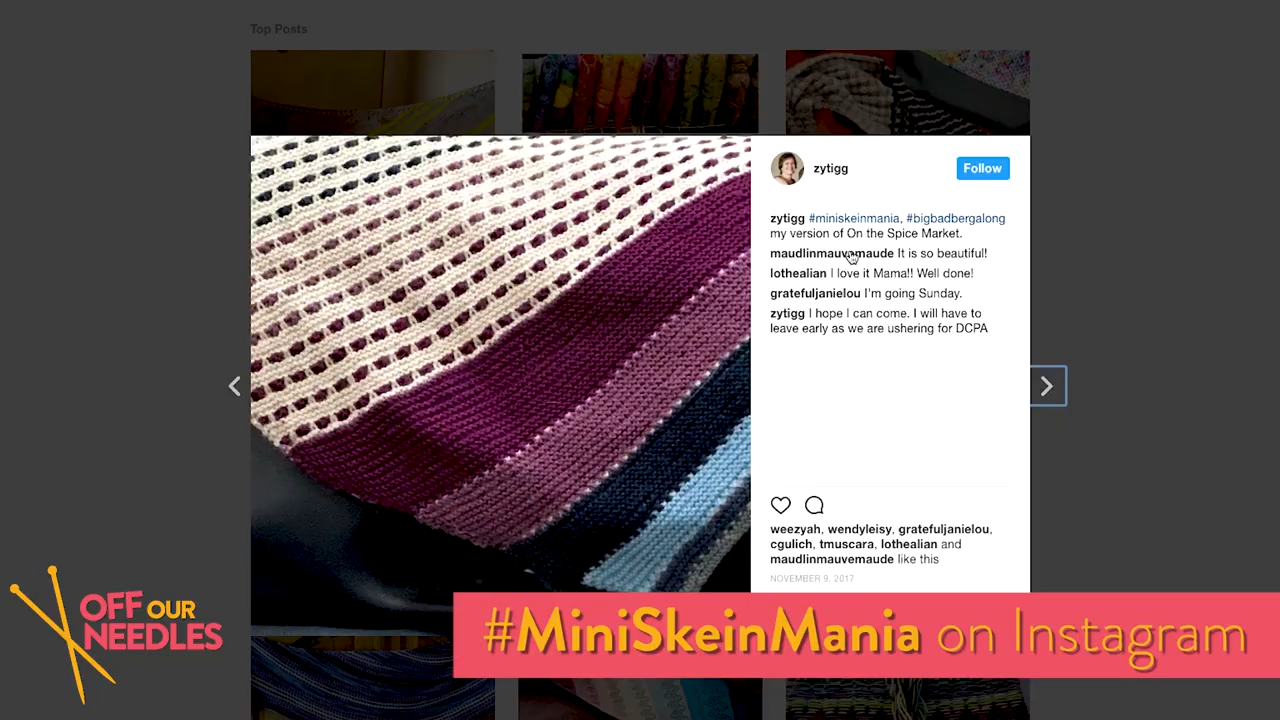 Top Posts
zytigg
Follow
zytigg #miniskeinmania, #bigbadbergalong
my version of On the Spice Market.
maudlinmauvemaude It is so beautiful!
lothealian I love it Mama!! Well done!
gratefuljanielou I'm going Sunday.
zytigg I hope I can come. I will have to
leave early as we are ushering for DCPA
weezyah, wendyleisy, gratefuljanielou,
cgulich, tmuscara, lothealian and
maudlinmauvemaude like this
NOVEMBER 9, 2017
OFF OUR
NEEDLES
#MiniSkeinMania on Instagram